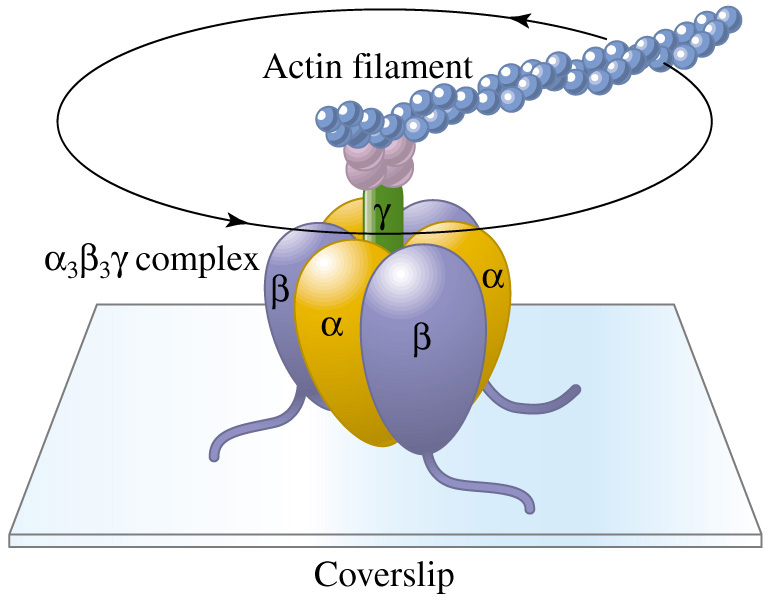 Actin filament
γ
α₃β₃γ complex
β
α
α
β
Coverslip